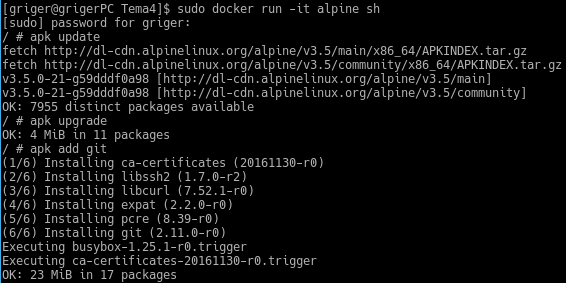 [griger@grigerPC Tema4]$ sudo docker run -it alpine sh
[sudo] password for griger:
/ # apk update
fetch http://dl-cdn.alpinelinux.org/alpine/v3.5/main/x86_64/APKINDEX.tar.gz
fetch http://dl-cdn.alpinelinux.org/alpine/v3.5/community/x86_64/APKINDEX.tar.gz
v3.5.0-21-g59dddf0a98 [http://dl-cdn.alpinelinux.org/alpine/v3.5/main]
v3.5.0-21-g59dddf0a98 [http://dl-cdn.alpinelinux.org/alpine/v3.5/community]
OK: 7955 distinct packages available
/ # apk upgrade
OK: 4 MiB in 11 packages
/ # apk add git
(1/6) Installing ca-certificates (20161130-r0)
(2/6) Installing libssh2 (1.7.0-r2)
(3/6) Installing libcurl (7.52.1-r0)
(4/6) Installing expat (2.2.0-r0)
(5/6) Installing pcre (8.39-r0)
(6/6) Installing git (2.11.0-r0)
Executing busybox-1.25.1-r0.trigger
Executing ca-certificates-20161130-r0.trigger
OK: 23 MiB in 17 packages